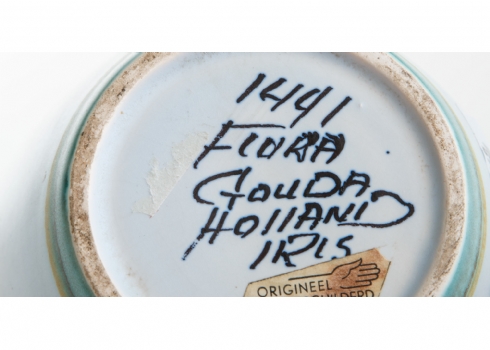 1441
FLORA
GOUDA
HOLLAND
IRIS
ORIGINEEL